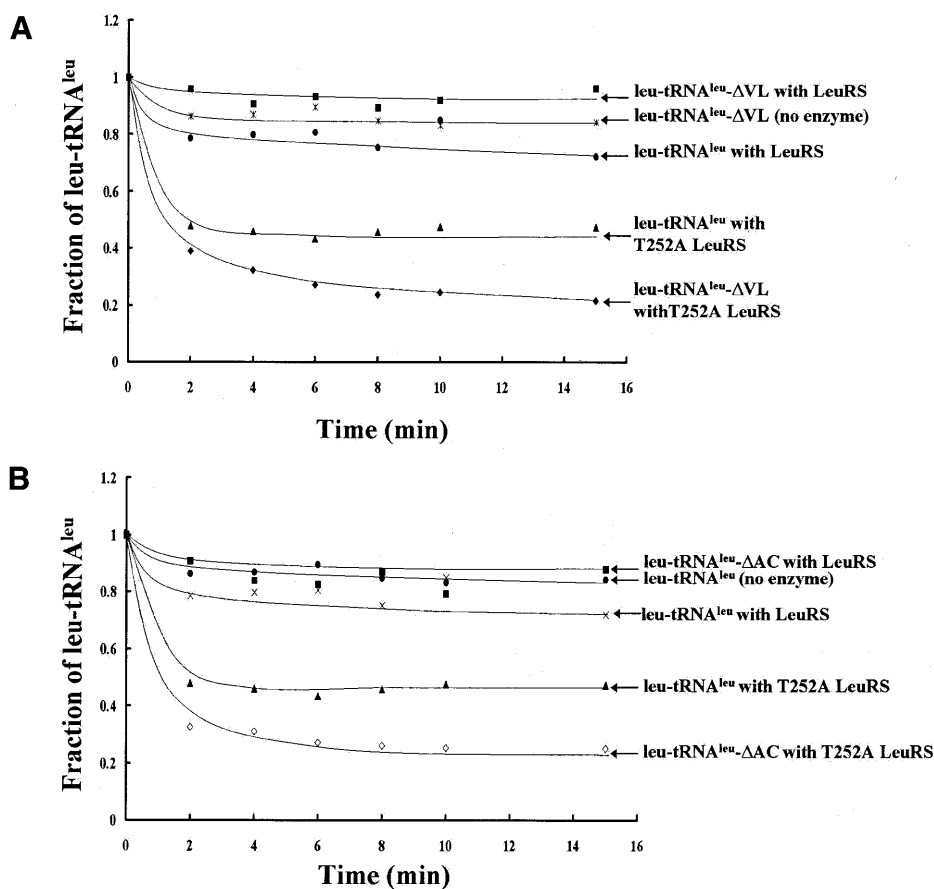 A
Fraction of leu-tRNAleu
1.2
1
0.8
0.6
0.4
0.2
0
0 2 4 6 8 10 12 14 16
Time (min)
leu-tRNAleu-ΔVL with LeuRS
leu-tRNAleu-ΔVL (no enzyme)
leu-tRNAleu with LeuRS
leu-tRNAleu with
T252A LeuRS
leu-tRNAleu-ΔVL
withT252A LeuRS
B
Fraction of leu-tRNAleu
1.2
1
0.8
0.6
0.4
0.2
0
0 2 4 6 8 10 12 14 16
Time (min)
leu-tRNAleu-ΔAC with LeuRS
leu-tRNAleu (no enzyme)
leu-tRNAleu with LeuRS
leu-tRNAleu with T252A LeuRS
leu-tRNAleu-ΔAC with T252A LeuRS